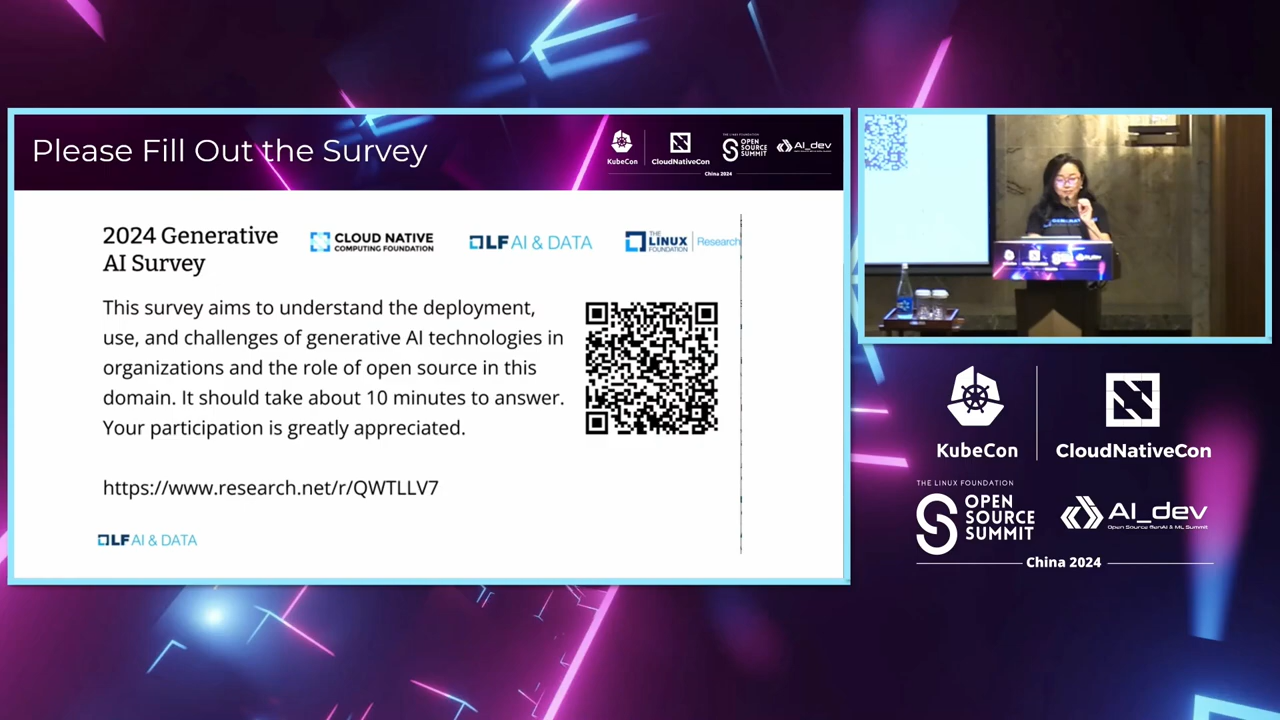 Please Fill Out the Survey
KubeCon
CloudNativeCon
THE LINUX FOUNDATION
OPEN
SOURCE
SUMMIT
AI_dev
China 2024
2024 Generative
AI Survey
CLOUD NATIVE
COMPUTING FOUNDATION
LF AI & DATA
THE
LINUX
FOUNDATION
Research
This survey aims to understand the deployment,
use, and challenges of generative AI technologies in
organizations and the role of open source in this
domain. It should take about 10 minutes to answer.
Your participation is greatly appreciated.
https://www.research.net/r/QWTLLV7
LF AI & DATA
KubeCon
CloudNativeCon
THE LINUX FOUNDATION
OPEN
SOURCE
SUMMIT
AI_dev
Open Source GenAI & ML Summit
China 2024